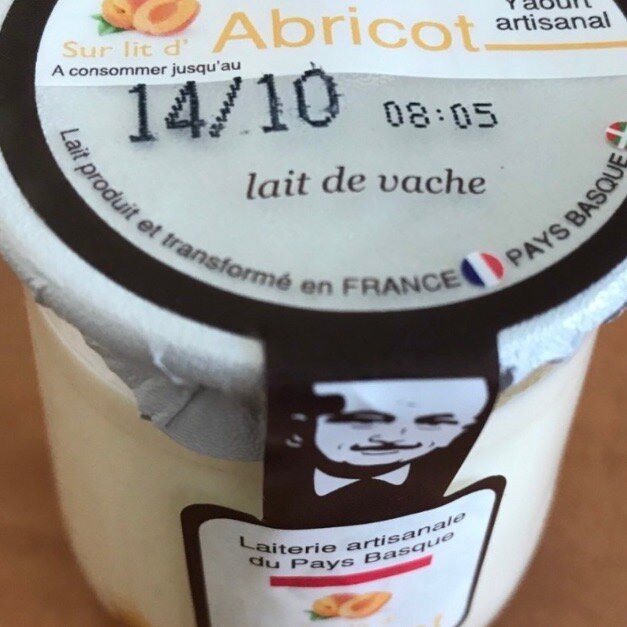 Yaourt
artisanal
Sur lit d' Abricot
A consommer jusqu'au
14/10 08:05
lait de vache
Lait produit et transformé en FRANCE PAYS BASQUE
Laiterie artisanale
du Pays Basque